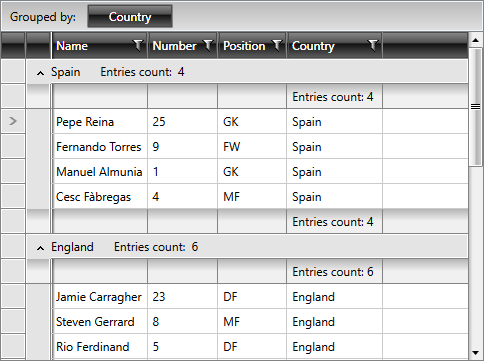 Grouped by: Country
Name Number Position Country
Spain Entries count: 4
Entries count: 4
Pepe Reina 25 GK Spain
Fernando Torres 9 FW Spain
Manuel Almunia 1 GK Spain
Cesc Fàbregas 4 MF Spain
Entries count: 4
England Entries count: 6
Entries count: 6
Jamie Carragher 23 DF England
Steven Gerrard 8 MF England
Rio Ferdinand 5 DF England